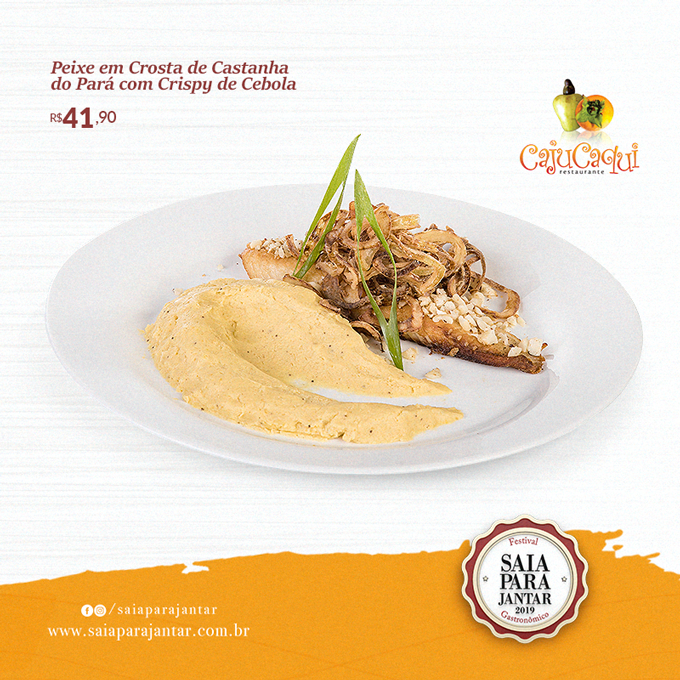 Peixe em Crosta de Castanha
do Pará com Crispy de Cebola
R$41,90
CajuCaqui
restaurante
Festival
SAIA
PARA
JANTAR
2019
Gastronômico
/saiaparajantar
www.saiaparajantar.com.br